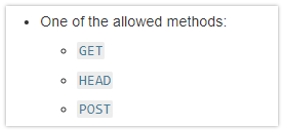 One of the allowed methods:
GET
HEAD
POST